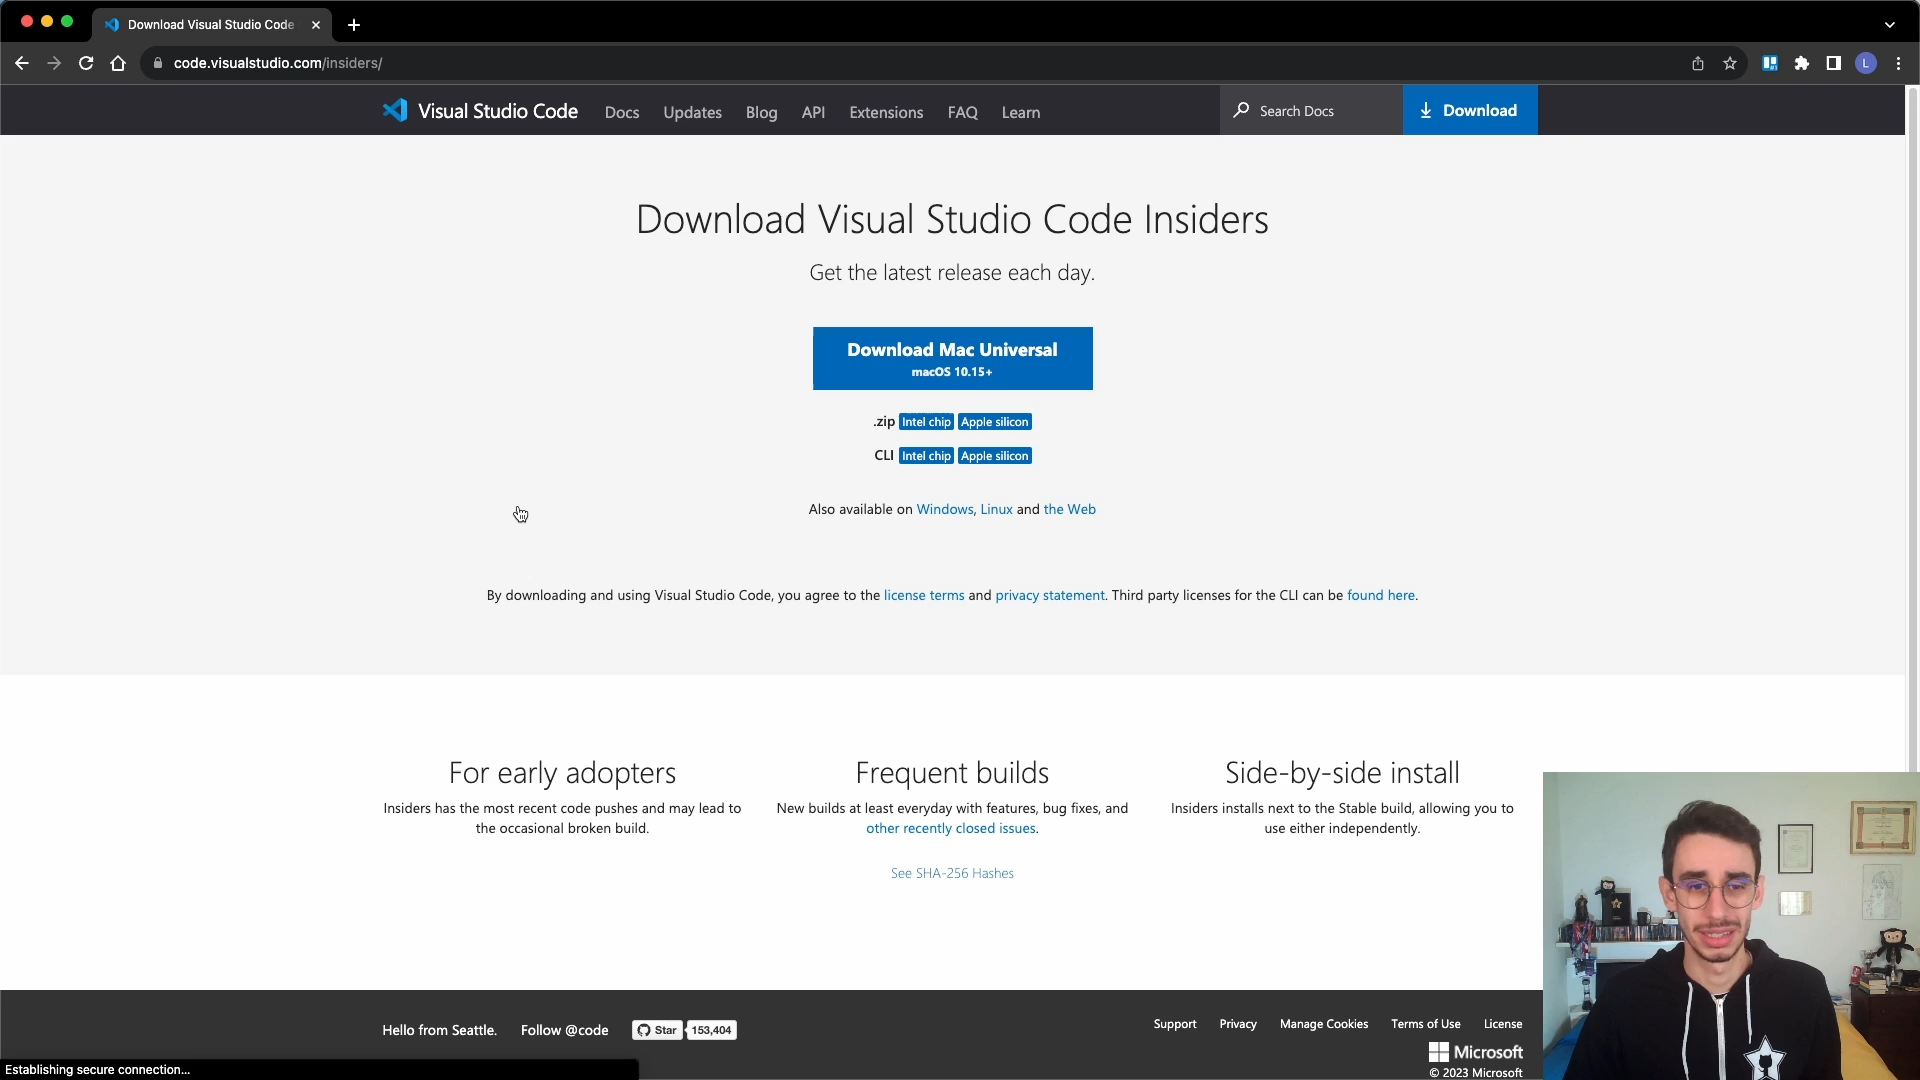 Download Visual Studio Code
code.visualstudio.com/insiders/
L
Visual Studio Code
Docs
Updates
Blog
API
Extensions
FAQ
Learn
Search Docs
Download
Download Visual Studio Code Insiders
Get the latest release each day.
Download Mac Universal
macOS 10.15+
.zip Intel chip Apple silicon
CLI Intel chip Apple silicon
Also available on Windows, Linux and the Web
By downloading and using Visual Studio Code, you agree to the license terms and privacy statement. Third party licenses for the CLI can be found here.
For early adopters
Insiders has the most recent code pushes and may lead to
the occasional broken build.
Frequent builds
New builds at least everyday with features, bug fixes, and
other recently closed issues.
See SHA-256 Hashes
Side-by-side install
Insiders installs next to the Stable build, allowing you to
use either independently.
Hello from Seattle.
Follow @code
Star 153,404
Support
Privacy
Manage Cookies
Terms of Use
License
Microsoft
© 2023 Microsoft
Establishing secure connection...